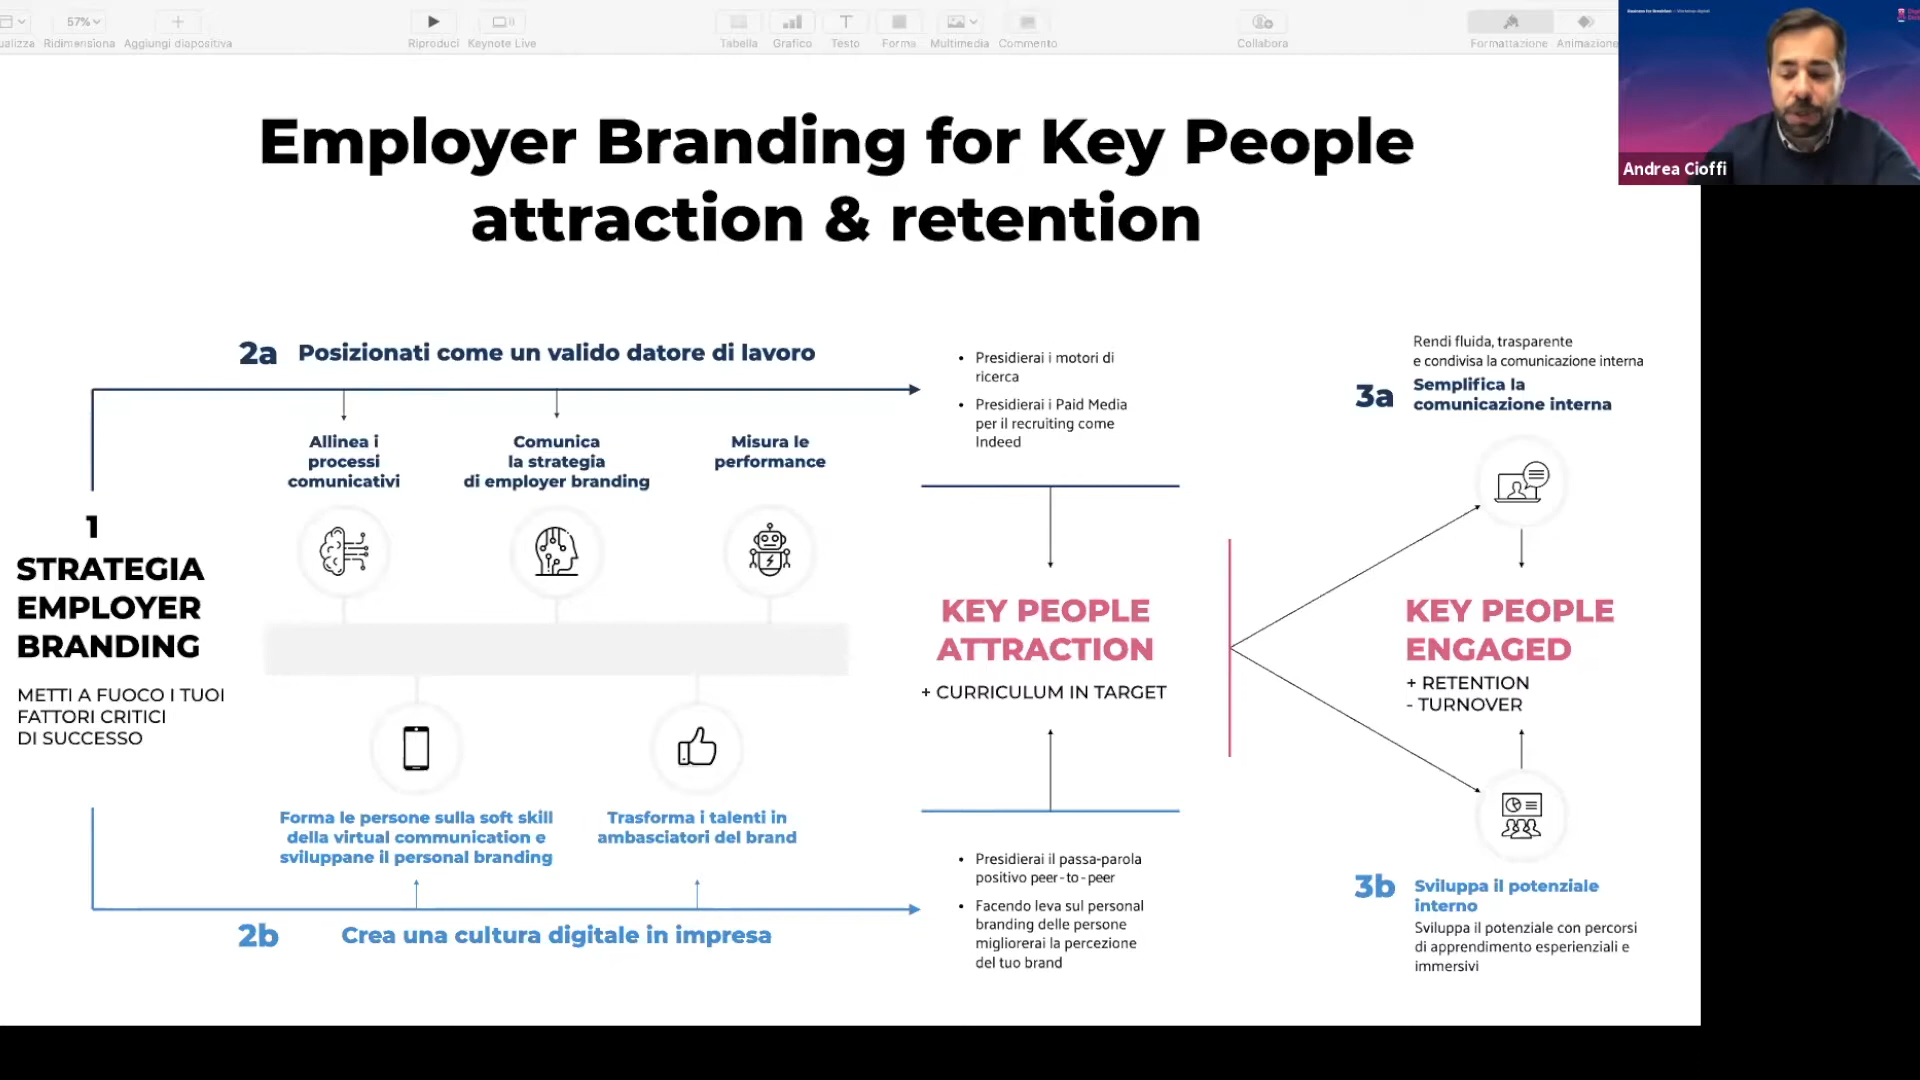 57%
Ridimensiona
Aggiungi diapositiva
Riproduci
Keynote Live
Tabella
Grafico
Testo
Forma
Multimedia
Commento
Collabora
Formattazione
Animazione
Andrea Cioffi
Employer Branding for Key People
attraction & retention
2a Posizionati come un valido datore di lavoro
Allinea i
processi
comunicativi
Comunica
la strategia
di employer branding
Misura le
performance
• Presidierai i motori di
ricerca
• Presidierai i Paid Media
per il recruiting come
Indeed
Rendi fluida, trasparente
e condivisa la comunicazione interna
3a Semplifica la
comunicazione interna
1
STRATEGIA
EMPLOYER
BRANDING
METTI A FUOCO I TUOI
FATTORI CRITICI
DI SUCCESSO
KEY PEOPLE
ATTRACTION
+ CURRICULUM IN TARGET
KEY PEOPLE
ENGAGED
+ RETENTION
- TURNOVER
Forma le persone sulla soft skill
della virtual communication e
sviluppane il personal branding
Trasforma i talenti in
ambasciatori del brand
2b Crea una cultura digitale in impresa
• Presidierai il passa-parola
positivo peer-to-peer
• Facendo leva sul personal
branding delle persone
migliorerai la percezione
del tuo brand
3b Sviluppa il potenziale
interno
Sviluppa il potenziale con percorsi
di apprendimento esperienziali e
immersivi